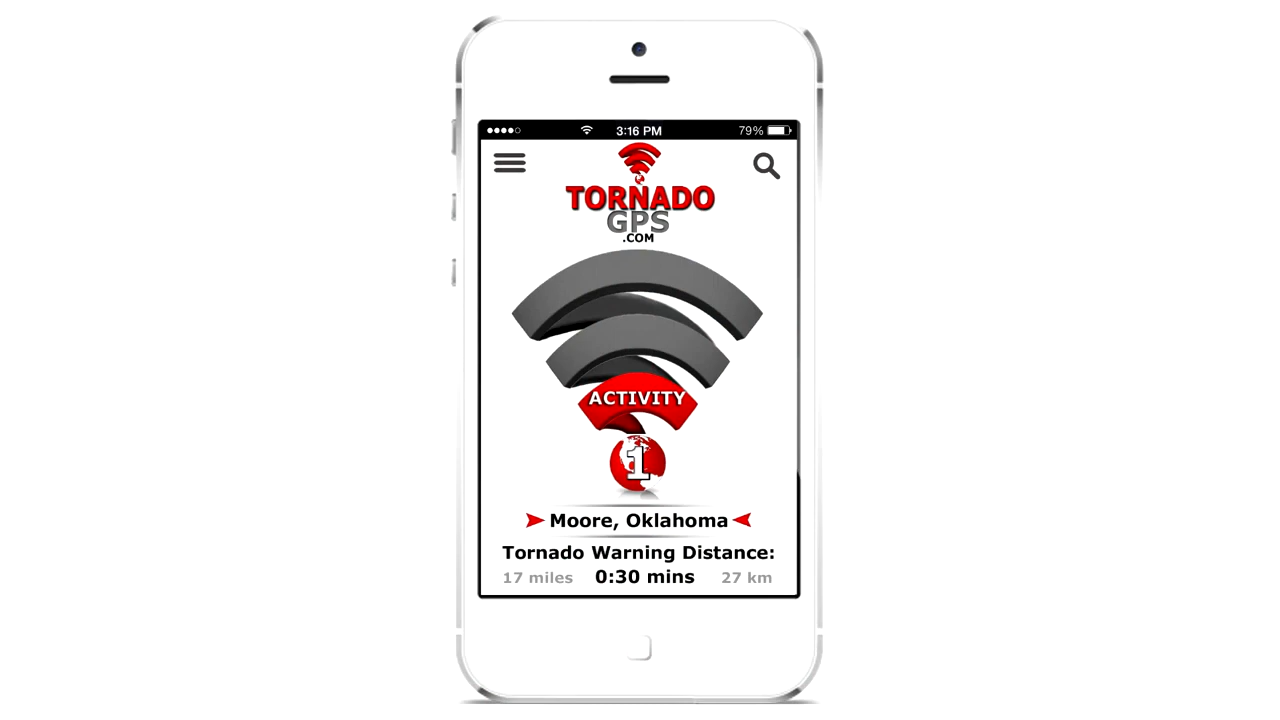 3:16 PM 79%
TORNADO
GPS
.COM
ACTIVITY
1
Moore, Oklahoma
Tornado Warning Distance:
17 miles 0:30 mins 27 km